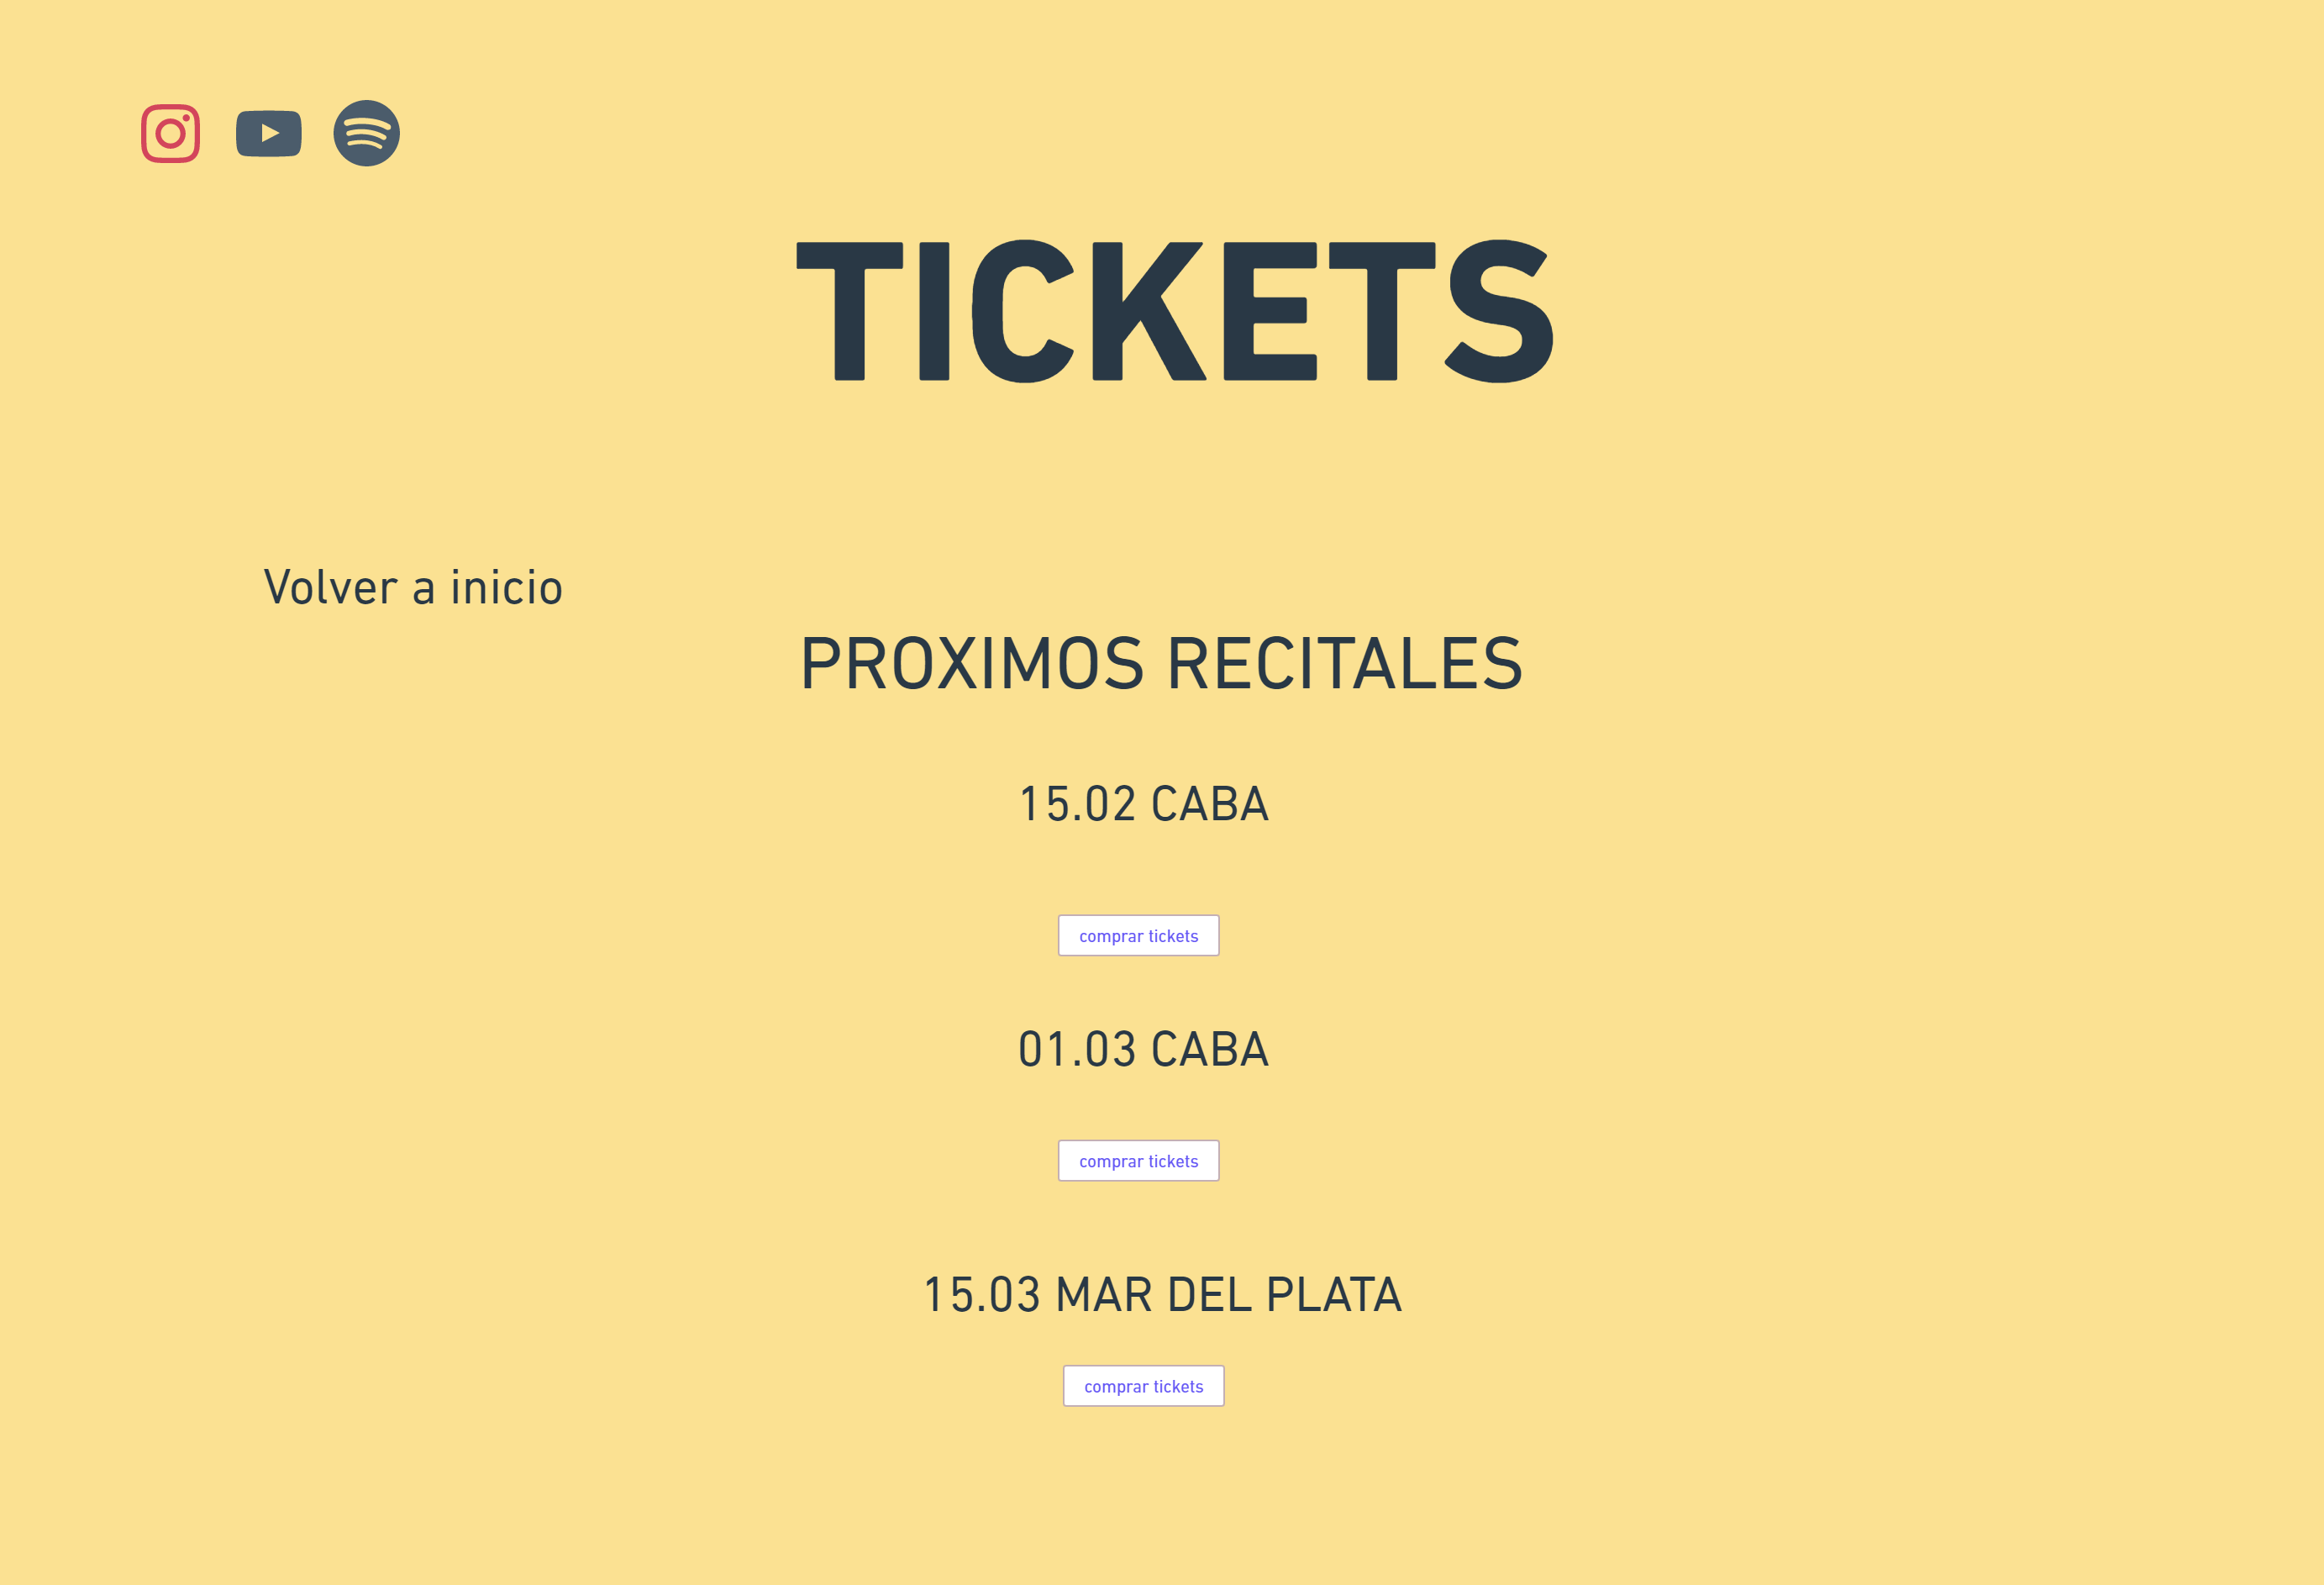 TICKETS
Volver a inicio
PROXIMOS RECITALES
15.02 CABA
comprar tickets
01.03 CABA
comprar tickets
15.03 MAR DEL PLATA
comprar tickets